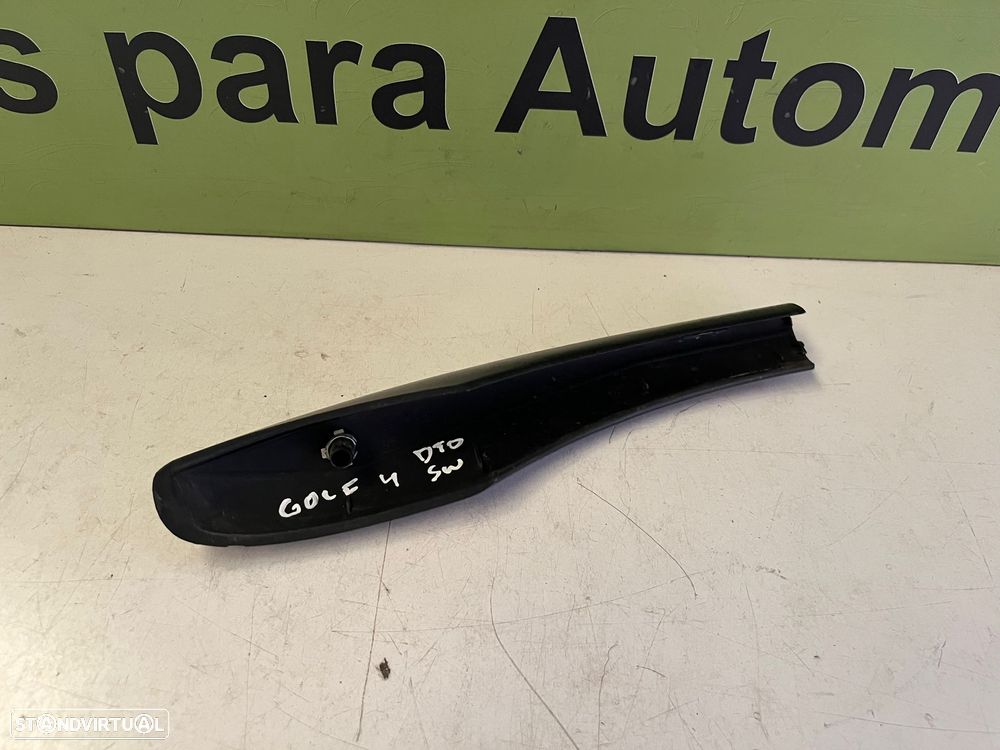 s para Autom
DTO
GOLF 4 SW
STANDVIRTUAL